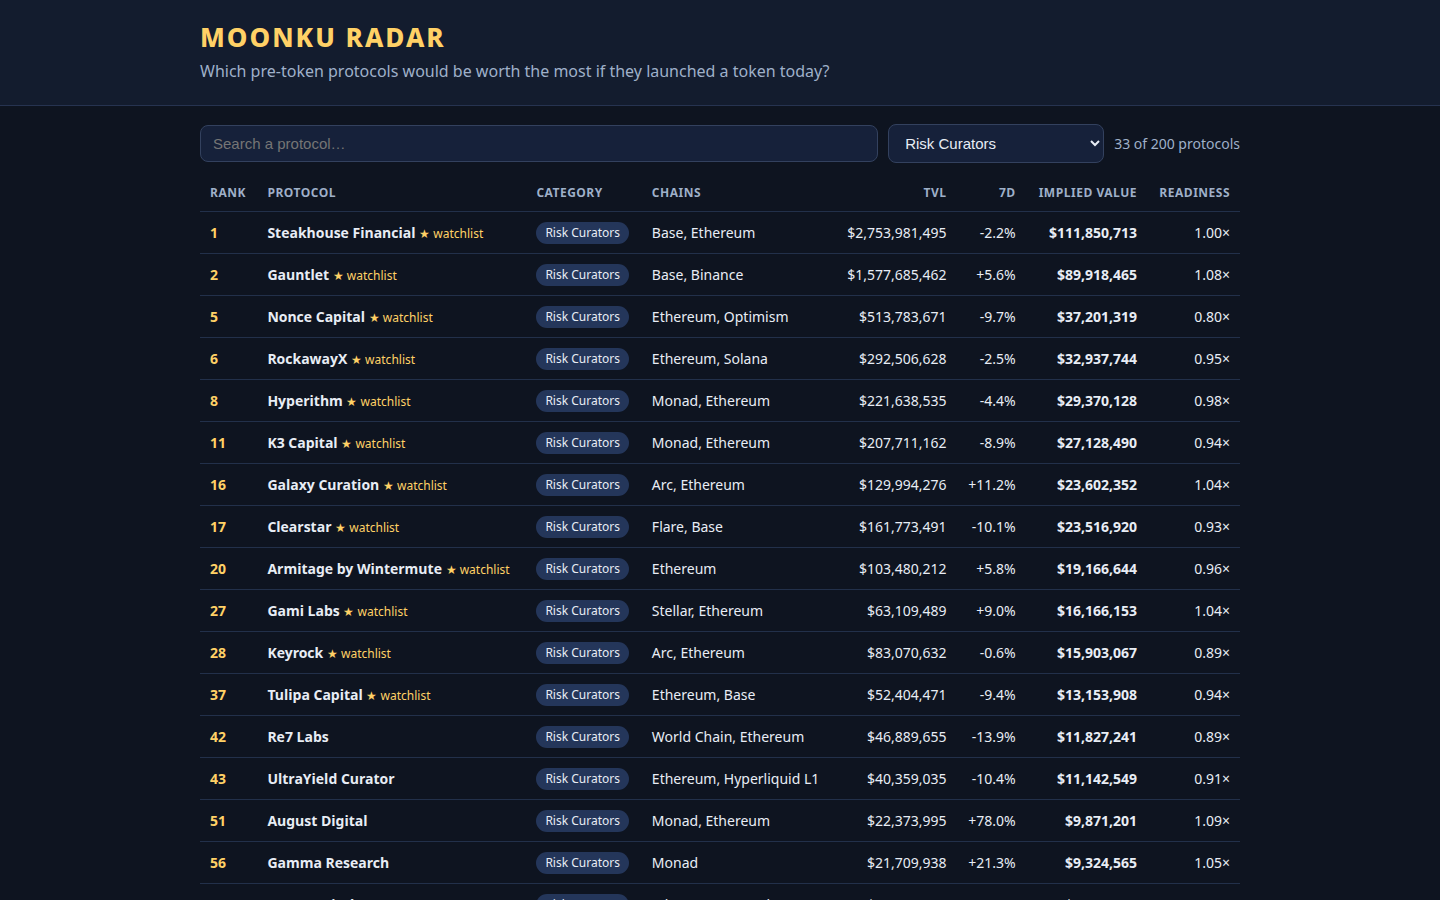 MOONKU RADAR
Which pre-token protocols would be worth the most if they launched a token today?
Search a protocol…
Risk Curators
33 of 200 protocols
RANK PROTOCOL CATEGORY CHAINS TVL 7D IMPLIED VALUE READINESS
1 Steakhouse Financial ★ watchlist Risk Curators Base, Ethereum $2,753,981,495 -2.2% $111,850,713 1.00×
2 Gauntlet ★ watchlist Risk Curators Base, Binance $1,577,685,462 +5.6% $89,918,465 1.08×
5 Nonce Capital ★ watchlist Risk Curators Ethereum, Optimism $513,783,671 -9.7% $37,201,319 0.80×
6 RockawayX ★ watchlist Risk Curators Ethereum, Solana $292,506,628 -2.5% $32,937,744 0.95×
8 Hyperithm ★ watchlist Risk Curators Monad, Ethereum $221,638,535 -4.4% $29,370,128 0.98×
11 K3 Capital ★ watchlist Risk Curators Monad, Ethereum $207,711,162 -8.9% $27,128,490 0.94×
16 Galaxy Curation ★ watchlist Risk Curators Arc, Ethereum $129,994,276 +11.2% $23,602,352 1.04×
17 Clearstar ★ watchlist Risk Curators Flare, Base $161,773,491 -10.1% $23,516,920 0.93×
20 Armitage by Wintermute ★ watchlist Risk Curators Ethereum $103,480,212 +5.8% $19,166,644 0.96×
27 Gami Labs ★ watchlist Risk Curators Stellar, Ethereum $63,109,489 +9.0% $16,166,153 1.04×
28 Keyrock ★ watchlist Risk Curators Arc, Ethereum $83,070,632 -0.6% $15,903,067 0.89×
37 Tulipa Capital ★ watchlist Risk Curators Ethereum, Base $52,404,471 -9.4% $13,153,908 0.94×
42 Re7 Labs Risk Curators World Chain, Ethereum $46,889,655 -13.9% $11,827,241 0.89×
43 UltraYield Curator Risk Curators Ethereum, Hyperliquid L1 $40,359,035 -10.4% $11,142,549 0.91×
51 August Digital Risk Curators Monad, Ethereum $22,373,995 +78.0% $9,871,201 1.09×
56 Gamma Research Risk Curators Monad $21,709,938 +21.3% $9,324,565 1.05×